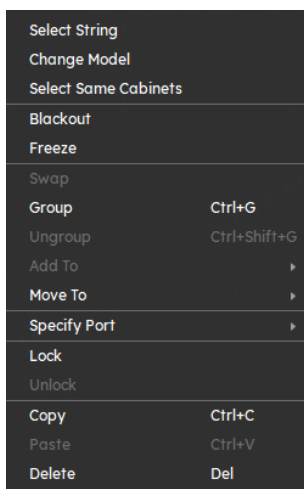 Select String
Change Model
Select Same Cabinets
Blackout
Freeze
Swap
Group Ctrl+G
Ungroup Ctrl+Shift+G
Add To
Move To
Specify Port
Lock
Unlock
Copy Ctrl+C
Paste Ctrl+V
Delete Del